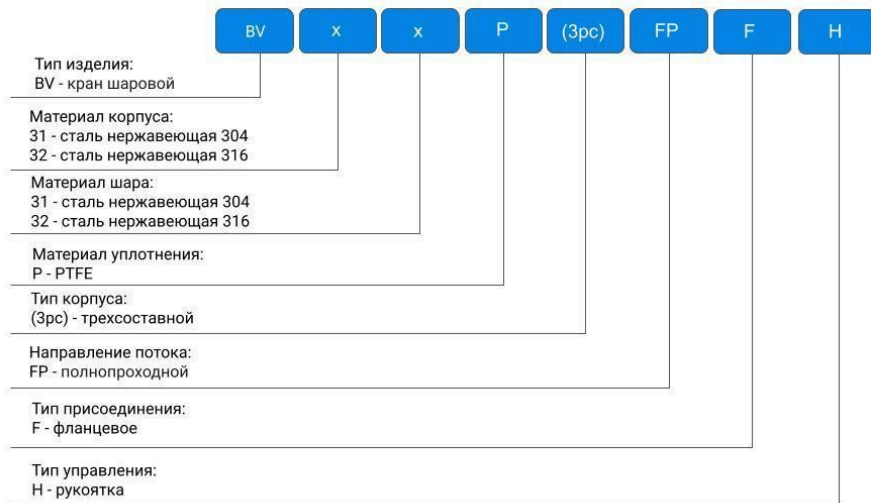 BV x x P (3pc) FP F H
Тип изделия:
BV - кран шаровой
Материал корпуса:
31 - сталь нержавеющая 304
32 - сталь нержавеющая 316
Материал шара:
31 - сталь нержавеющая 304
32 - сталь нержавеющая 316
Материал уплотнения:
P - PTFE
Тип корпуса:
(3pc) - трехсоставной
Направление потока:
FP - полнопроходной
Тип присоединения:
F - фланцевое
Тип управления:
H - рукоятка